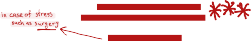 in case of stress
such as surgery